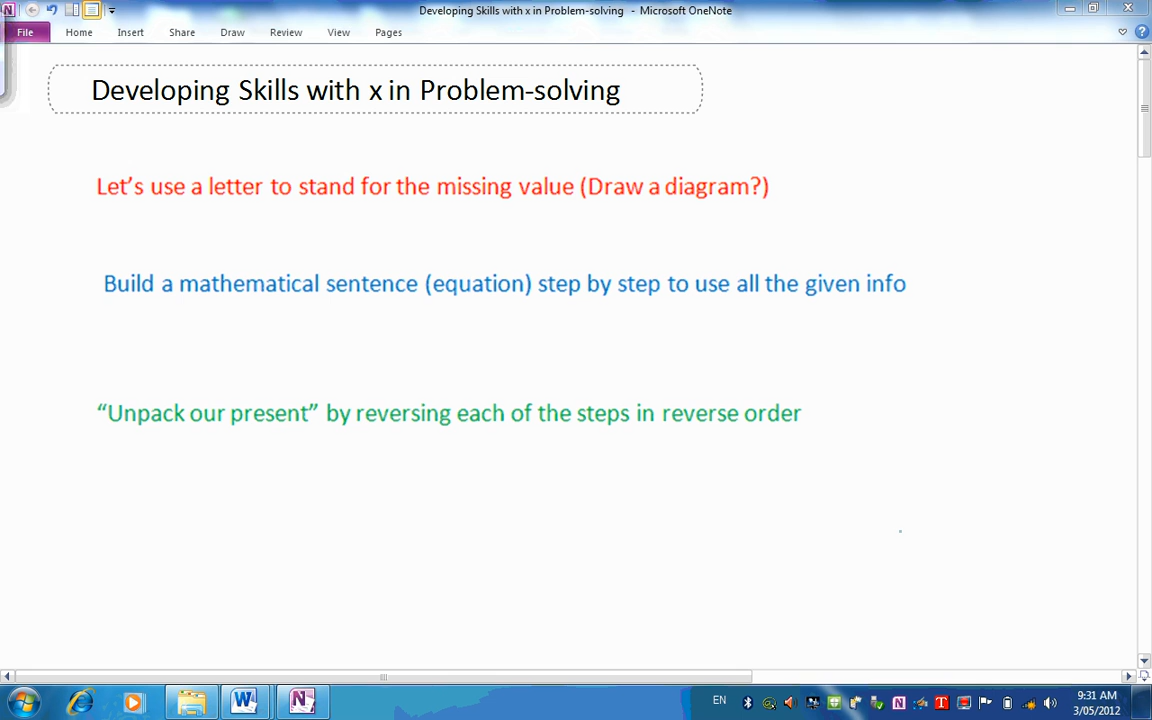 Developing Skills with x in Problem-solving - Microsoft OneNote
File Home Insert Share Draw Review View Pages
Developing Skills with x in Problem-solving
Let's use a letter to stand for the missing value (Draw a diagram?)
Build a mathematical sentence (equation) step by step to use all the given info
“Unpack our present” by reversing each of the steps in reverse order
EN
9:31 AM
3/05/2012